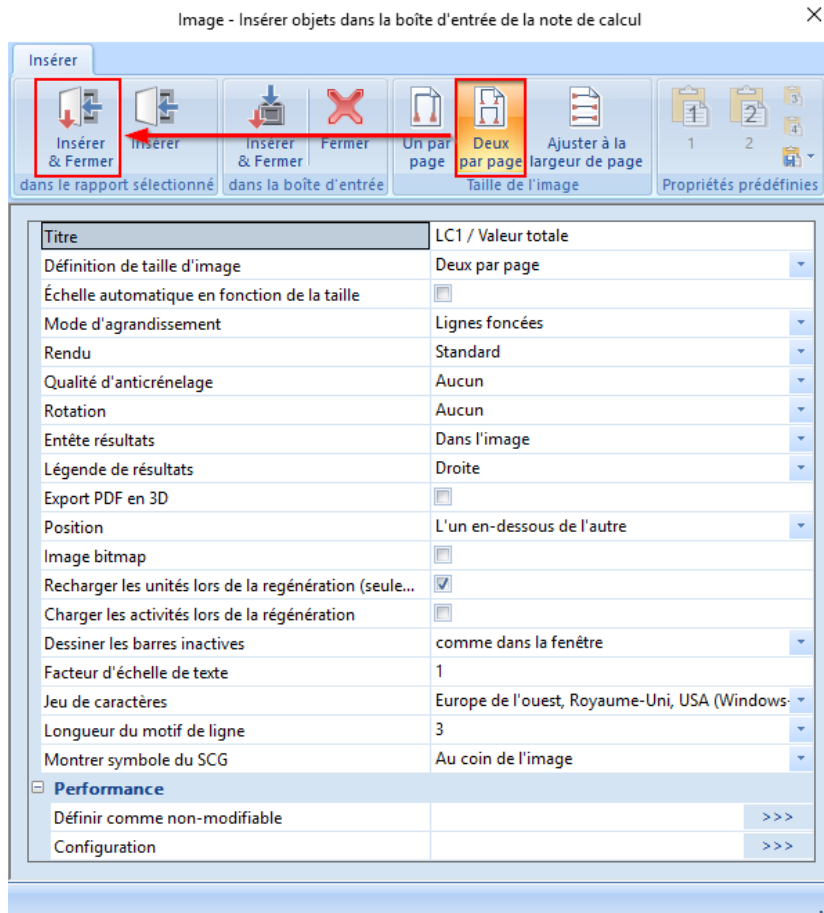 Image - Insérer objets dans la boîte d'entrée de la note de calcul
Insérer
Insérer & Fermer
Insérer
Insérer & Fermer
Fermer
Un par page
Deux par page
Ajuster à la largeur de page
1
2
3
4
1
2
dans le rapport sélectionné
dans la boîte d'entrée
Taille de l'image
Propriétés prédéfinies
Titre LC1 / Valeur totale
Définition de taille d'image Deux par page
Échelle automatique en fonction de la taille
Mode d'agrandissement Lignes foncées
Rendu Standard
Qualité d'anticrénelage Aucun
Rotation Aucun
Entête résultats Dans l'image
Légende de résultats Droite
Export PDF en 3D
Position L'un en-dessous de l'autre
Image bitmap
Recharger les unités lors de la regénération (seule...
Charger les activités lors de la régénération
Dessiner les barres inactives comme dans la fenêtre
Facteur d'échelle de texte 1
Jeu de caractères Europe de l'ouest, Royaume-Uni, USA (Windows-
Longueur du motif de ligne 3
Montrer symbole du SCG Au coin de l'image
Performance
Définir comme non-modifiable >>>
Configuration >>>